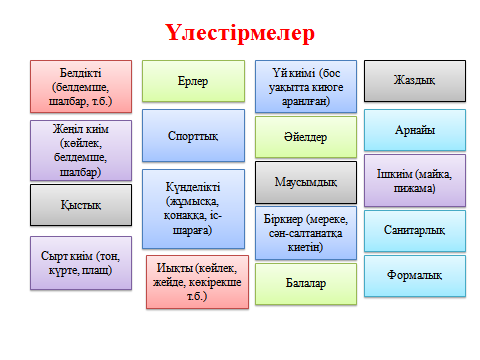 Үлестірмелер
Белдікті
(белдемше,
шалбар, т.б.)
Жеңіл киім
(көйлек,
белдемше,
шалбар)
Қыстық
Сырт киім (тон,
күрте, плащ)
Ерлер
Спорттық
Күнделікті
(жұмысқа,
қонаққа, іс-
шараға)
Иықты (көйлек,
жейде, көкірекше
т.б.)
Үй киімі (бос
уақытта киюге
аранлған)
Әйелдер
Маусымдық
Біркиер (мереке,
сән-салтанатқа
киетін)
Балалар
Жаздық
Арнайы
Ішкиім (майка,
пижама)
Санитарлық
Формалық